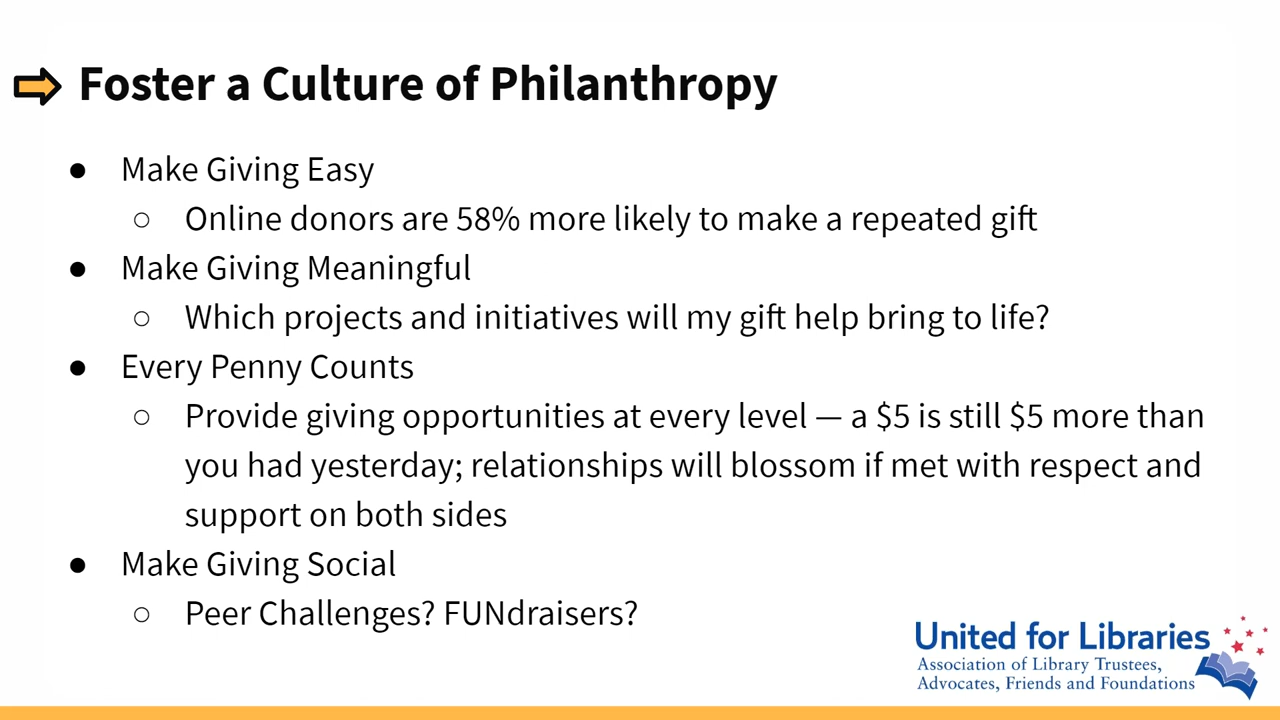 Foster a Culture of Philanthropy
● Make Giving Easy
○ Online donors are 58% more likely to make a repeated gift
● Make Giving Meaningful
○ Which projects and initiatives will my gift help bring to life?
● Every Penny Counts
○ Provide giving opportunities at every level — a $5 is still $5 more than
you had yesterday; relationships will blossom if met with respect and
support on both sides
● Make Giving Social
○ Peer Challenges? FUNdraisers?
United for Libraries
Association of Library Trustees,
Advocates, Friends and Foundations